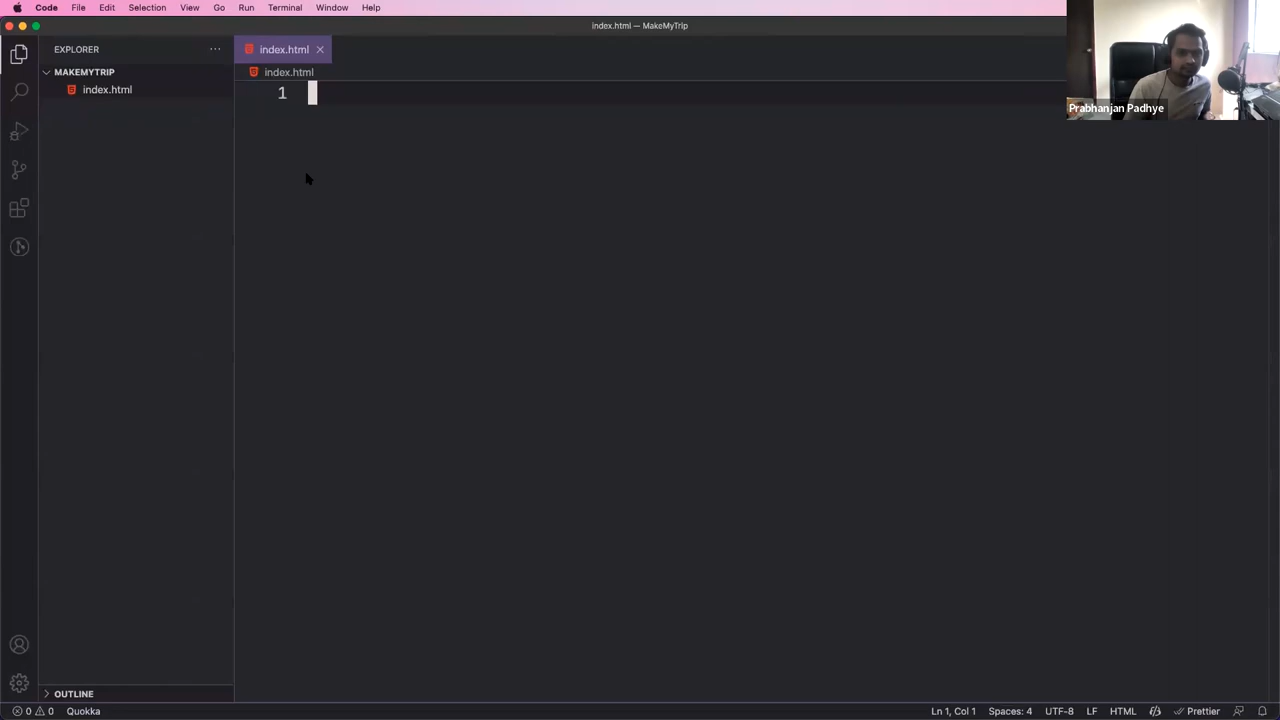 Code File Edit Selection View Go Run Terminal Window Help
index.html — MakeMyTrip
EXPLORER ···
index.html
MAKEMYTRIP
index.html
index.html
1
Prabhanjan Padhye
OUTLINE
0 0 Quokka
Ln 1, Col 1 Spaces: 4 UTF-8 LF HTML Prettier